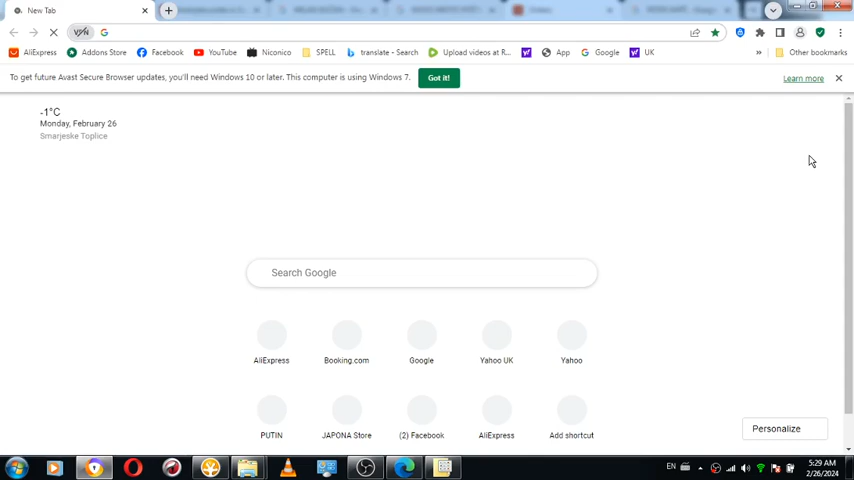 New Tab
VPN
AliExpress Addons Store Facebook YouTube Niconico SPELL translate - Search Upload videos at R... App Google UK » Other bookmarks
To get future Avast Secure Browser updates, you'll need Windows 10 or later. This computer is using Windows 7. Got it! Learn more
-1°C
Monday, February 26
Smarjeske Toplice
Search Google
AliExpress Booking.com Google Yahoo UK Yahoo
PUTIN JAPONA Store (2) Facebook AliExpress Add shortcut
Personalize
EN 5:29 AM
2/26/2024